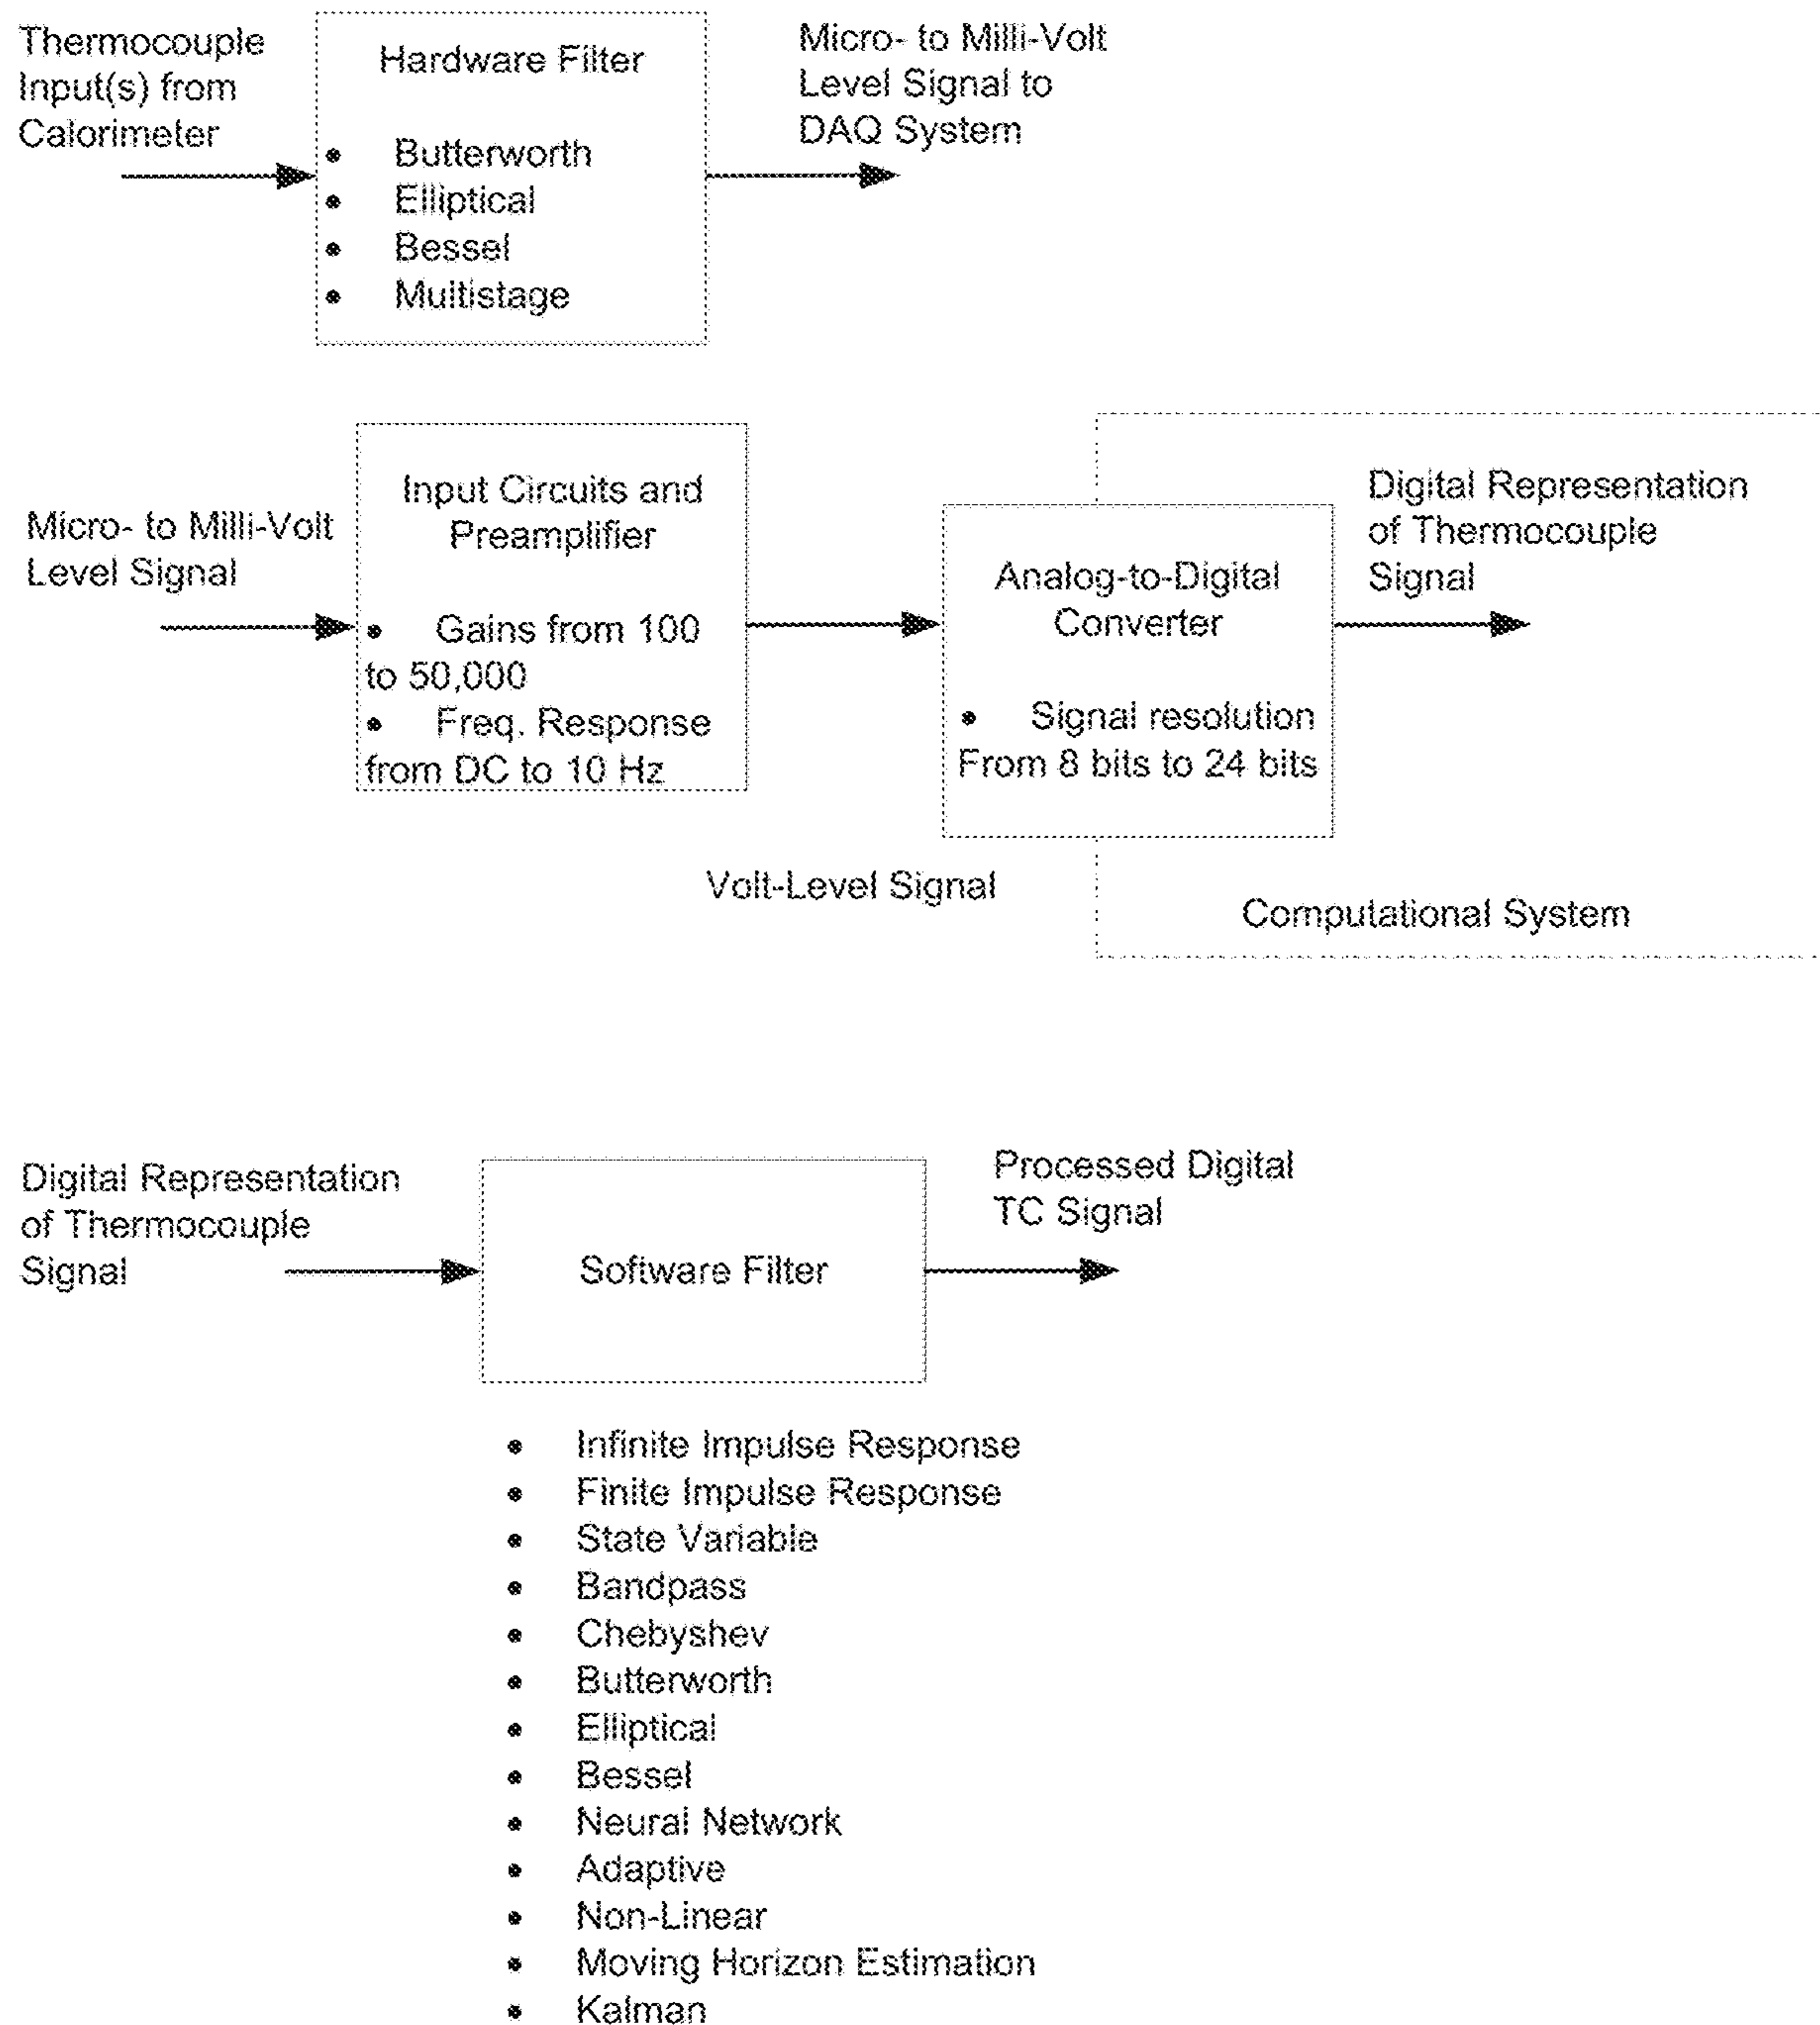 Thermocouple
Input(s) from
Calorimeter
Hardware Filter
• Butterworth
• Elliptical
• Bessel
• Multistage
Micro- to Milli-Volt
Level Signal to
DAQ System
Micro- to Milli-Volt
Level Signal
Input Circuits and
Preamplifier
• Gains from 100
to 50,000
• Freq. Response
from DC to 10 Hz
Volt-Level Signal
Analog-to-Digital
Converter
• Signal resolution
From 8 bits to 24 bits
Digital Representation
of Thermocouple
Signal
Computational System
Digital Representation
of Thermocouple
Signal
Software Filter
Processed Digital
TC Signal
• Infinite Impulse Response
• Finite Impulse Response
• State Variable
• Bandpass
• Chebyshev
• Butterworth
• Elliptical
• Bessel
• Neural Network
• Adaptive
• Non-Linear
• Moving Horizon Estimation
• Kalman